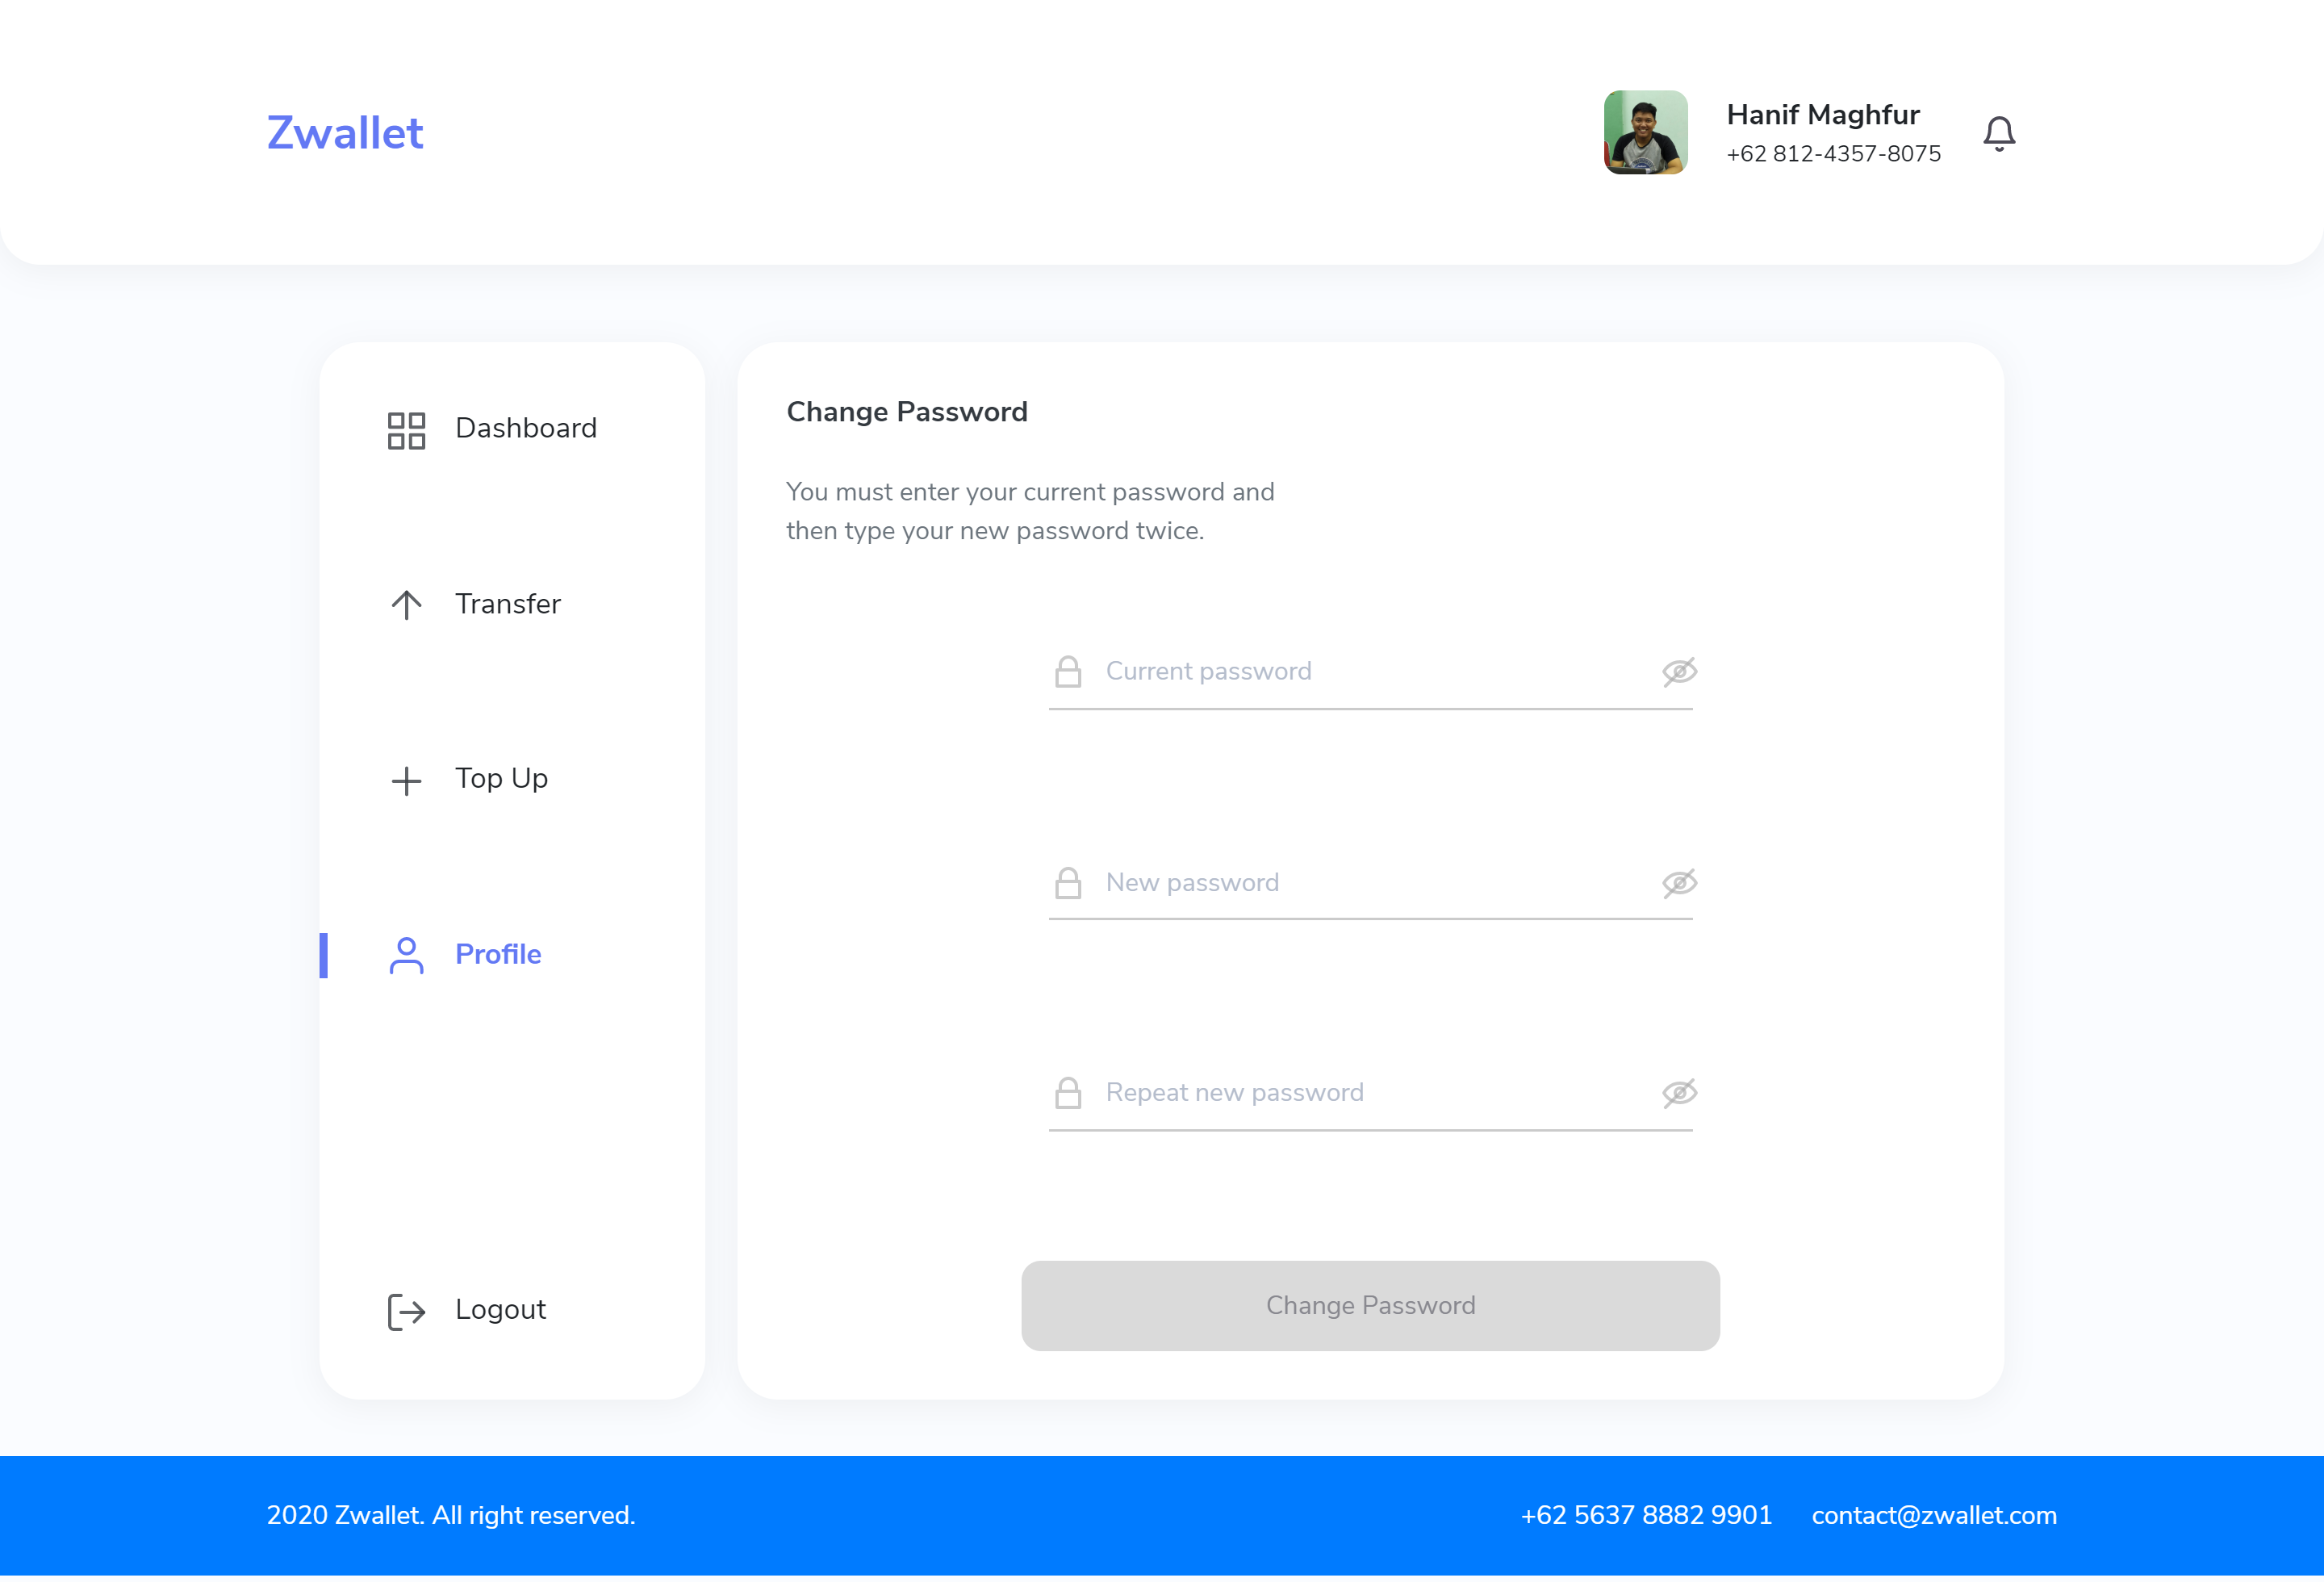 Zwallet
Hanif Maghfur
+62 812-4357-8075
Dashboard
Transfer
Top Up
Profile
Logout
Change Password
You must enter your current password and
then type your new password twice.
Current password
New password
Repeat new password
Change Password
2020 Zwallet. All right reserved.
+62 5637 8882 9901
contact@zwallet.com